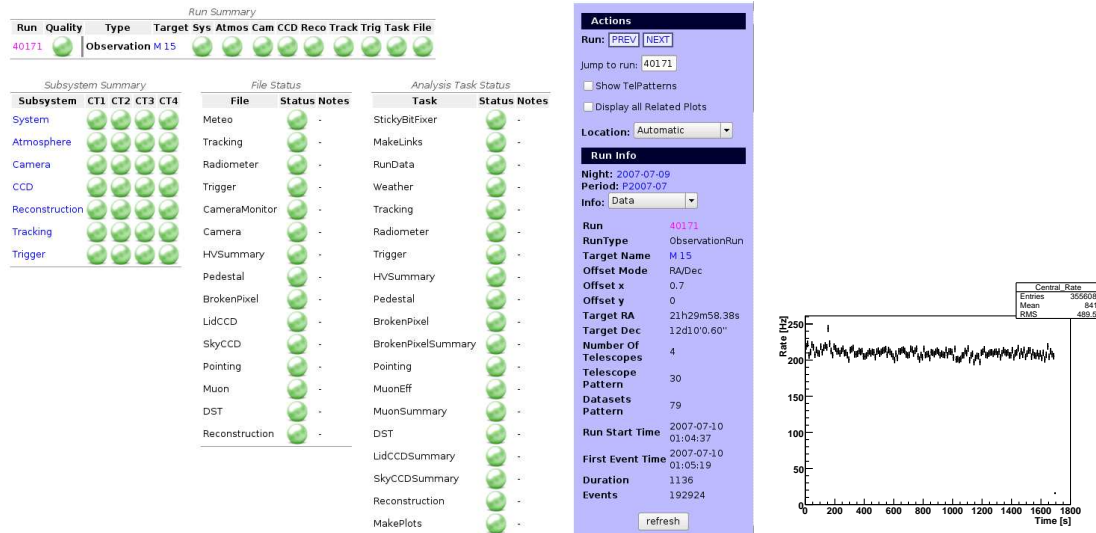 Run Summary
Run Quality Type Target Sys Atmos Cam CCD Reco Track Trig Task File
40171 Observation M 15
Subsystem Summary
Subsystem CT1 CT2 CT3 CT4
System
Atmosphere
Camera
CCD
Reconstruction
Tracking
Trigger
File Status
File Status Notes
Meteo -
Tracking -
Radiometer -
Trigger -
CameraMonitor -
Camera -
HVSummary -
Pedestal -
BrokenPixel -
LidCCD -
SkyCCD -
Pointing -
Muon -
DST -
Reconstruction -
Analysis Task Status
Task Status Notes
StickyBitFixer -
MakeLinks -
RunData -
Weather -
Tracking -
Radiometer -
Trigger -
HVSummary -
Pedestal -
BrokenPixel -
BrokenPixelSummary -
Pointing -
MuonEff -
MuonSummary -
DST -
LidCCDSummary -
SkyCCDSummary -
Reconstruction -
MakePlots -
Actions
Run: PREV NEXT
Jump to run: 40171
Show TelPatterns
Display all Related Plots
Location: Automatic
Run Info
Night: 2007-07-09
Period: P2007-07
Info: Data
Run 40171
RunType ObservationRun
Target Name M 15
Offset Mode RA/Dec
Offset x 0.7
Offset y 0
Target RA 21h29m58.38s
Target Dec 12d10'0.60''
Number Of
Telescopes 4
Telescope
Pattern 30
Datasets
Pattern 79
Run Start Time 2007-07-10
01:04:37
First Event Time 2007-07-10
01:05:19
Duration 1136
Events 192924
refresh
Central_Rate
Entries 355608
Mean 841
RMS 489.5
Rate [Hz]
250
200
150
100
50
0
0 200 400 600 800 1000 1200 1400 1600 1800
Time [s]